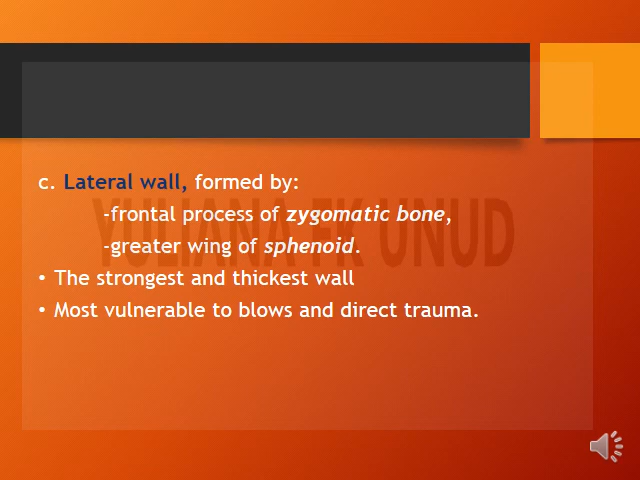 c. Lateral wall, formed by:
-frontal process of zygomatic bone,
-greater wing of sphenoid.
• The strongest and thickest wall
• Most vulnerable to blows and direct trauma.
YULIANA FK UNUD